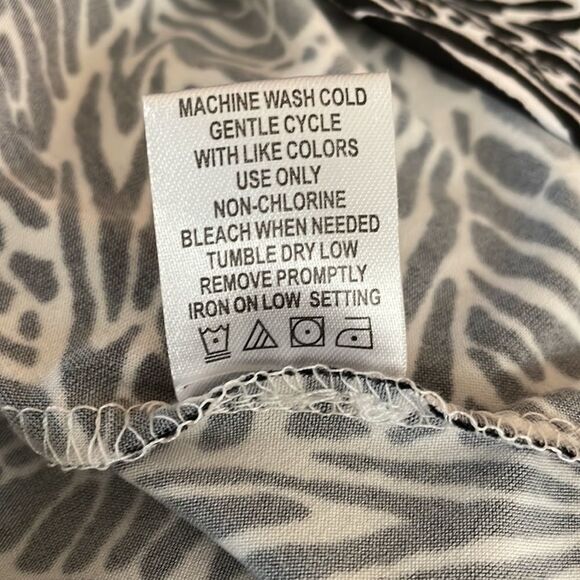 MACHINE WASH COLD
GENTLE CYCLE
WITH LIKE COLORS
USE ONLY
NON-CHLORINE
BLEACH WHEN NEEDED
TUMBLE DRY LOW
REMOVE PROMPTLY
IRON ON LOW SETTING